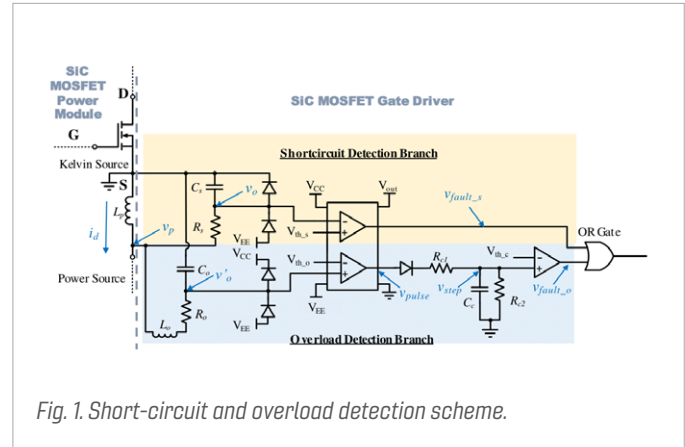 SiC
MOSFET
Power
Module
D
SiC MOSFET Gate Driver
G
Shortcircuit Detection Branch
Kelvin Source
S
Cs
vo
VCC
Vout
vfault_s
Lp
id
vp
Rs
VEE
Vth_s
OR Gate
VCC
Power Source
Co
v'o
Vth_o
Rc1
Vth_c
vpulse
vstep
vfault_o
Ro
VEE
VEE
Cc
Rc2
Lo
Overload Detection Branch
Fig. 1. Short-circuit and overload detection scheme.